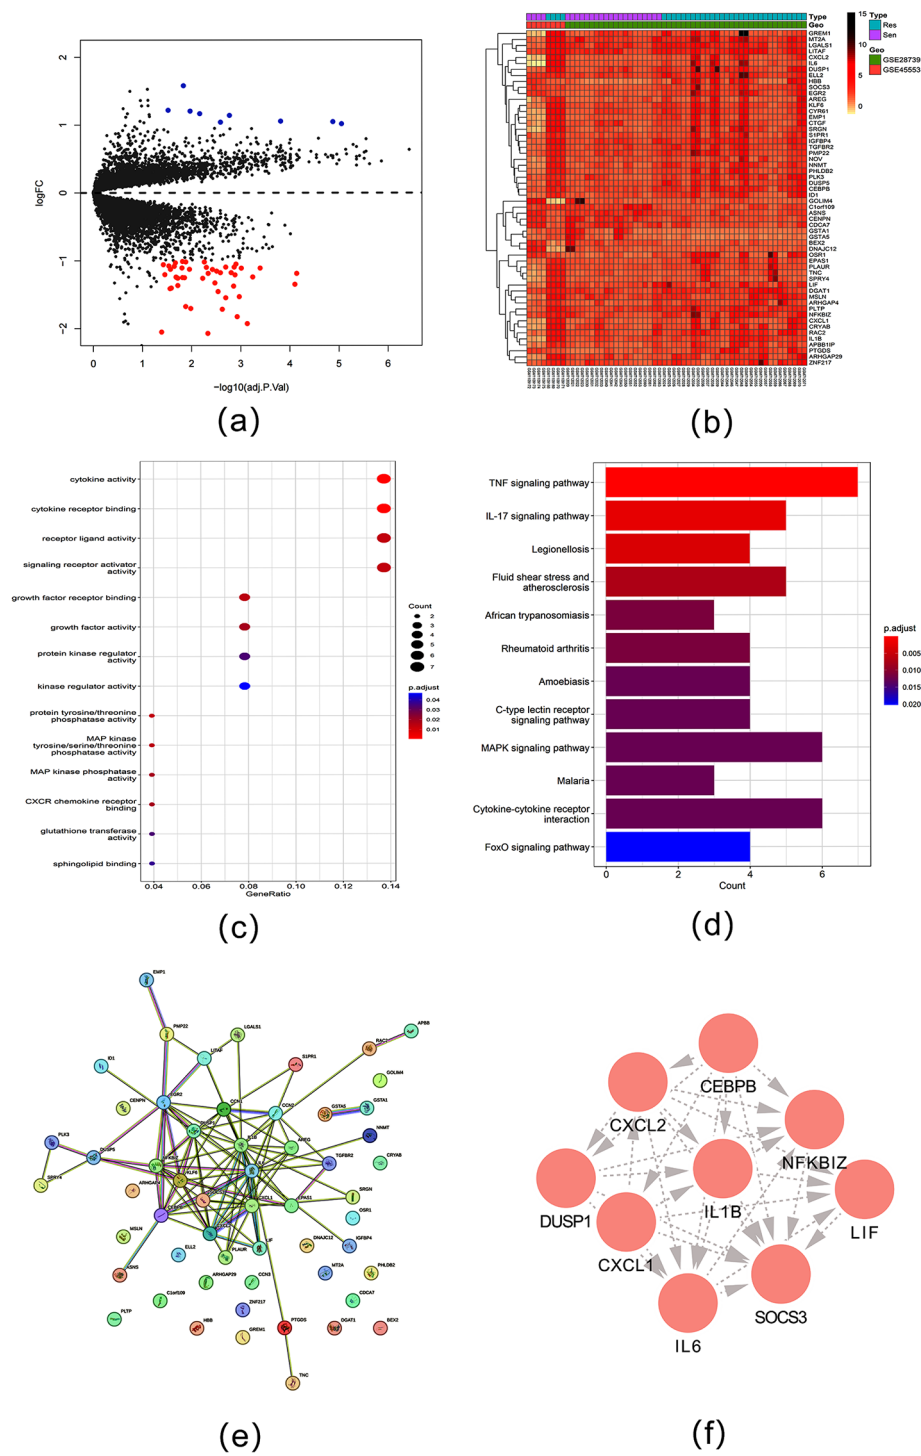 2
1
0
−1
−2
logFC
0
1
2
3
4
5
6
−log10(adj.P.Val)
(a)
Type
Geo
GREM1
MT2A
LGALS1
LITAF
CXCL2
IL6
DUSP1
ELL2
HBB
SOCS3
EGR2
AREG
KLF6
CYR61
EMP1
CTGF
SRGN
S1PR1
IGFBP4
TGFBR2
PMP22
NOV
NNMT
PHLDB2
PLK3
DUSP5
CEBPB
ID1
GOLIM4
C1orf109
ASNS
CENPN
CDCA7
GSTA1
GSTA5
BEX2
DNAJC12
OSR1
EPAS1
PLAUR
TNC
SPRY4
LIF
DGAT1
MSLN
ARHGAP4
PLTP
NFKBIZ
CXCL1
CRYAB
RAC2
IL1B
APBB1IP
PTGDS
ARHGAP29
ZNF217
15
10
5
0
Type
Res
Sen
Geo
GSE28739
GSE45553
(b)
cytokine activity
cytokine receptor binding
receptor ligand activity
signaling receptor activator
activity
growth factor receptor binding
growth factor activity
protein kinase regulator
activity
kinase regulator activity
protein tyrosine/threonine
phosphatase activity
MAP kinase
tyrosine/serine/threonine
phosphatase activity
MAP kinase phosphatase
activity
CXCR chemokine receptor
binding
glutathione transferase
activity
sphingolipid binding
0.04
0.06
0.08
0.10
0.12
0.14
GeneRatio
Count
2
3
4
5
6
7
p.adjust
0.04
0.03
0.02
0.01
(c)
TNF signaling pathway
IL-17 signaling pathway
Legionellosis
Fluid shear stress and
atherosclerosis
African trypanosomiasis
Rheumatoid arthritis
Amoebiasis
C-type lectin receptor
signaling pathway
MAPK signaling pathway
Malaria
Cytokine-cytokine receptor
interaction
FoxO signaling pathway
0
2
4
6
Count
p.adjust
0.005
0.010
0.015
0.020
(d)
EMP1
PMP22
LGALS1
APBB
RAC2
LITAF
ID1
S1PR1
GOLIM4
CENPN
EGR2
CCN1
CCN2
GSTA5
GSTA1
PLK3
DUSP1
IL1B
AREG
NNMT
DUSP5
NFKBIZ
TGFBR2
CRYAB
SPRY4
ARHGAP4
KLF6
SRGN
CXCL1
EPAS1
OSR1
MSLN
ELL2
PLAUR
LIF
DNAJC12
IGFBP4
ASNS
ARHGAP29
CCN3
MT2A
PHLDB2
C1orf109
ZNF217
CDCA7
PLTP
HBB
GREM1
PTGDS
DGAT1
BEX2
TNC
(e)
CEBPB
CXCL2
NFKBIZ
IL1B
DUSP1
LIF
CXCL1
SOCS3
IL6
(f)